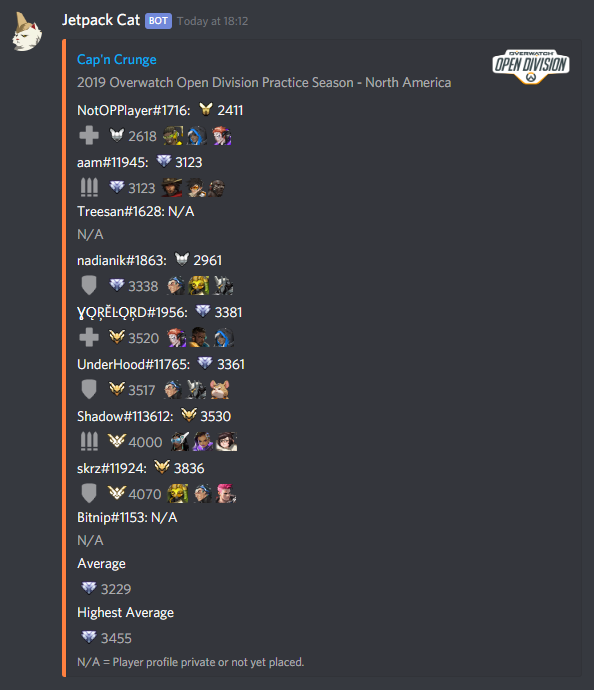 Jetpack Cat BOT Today at 18:12
Cap'n Crunge
OVERWATCH
OPEN DIVISION
2019 Overwatch Open Division Practice Season - North America
NotOPPlayer#1716: 2411
2618
aam#11945: 3123
3123
Treesan#1628: N/A
N/A
nadianik#1863: 2961
3338
ƔǪŖĔŁǪŖD#1956: 3381
3520
UnderHood#11765: 3361
3517
Shadow#113612: 3530
4000
skrz#11924: 3836
4070
Bitnip#1153: N/A
N/A
Average
3229
Highest Average
3455
N/A = Player profile private or not yet placed.